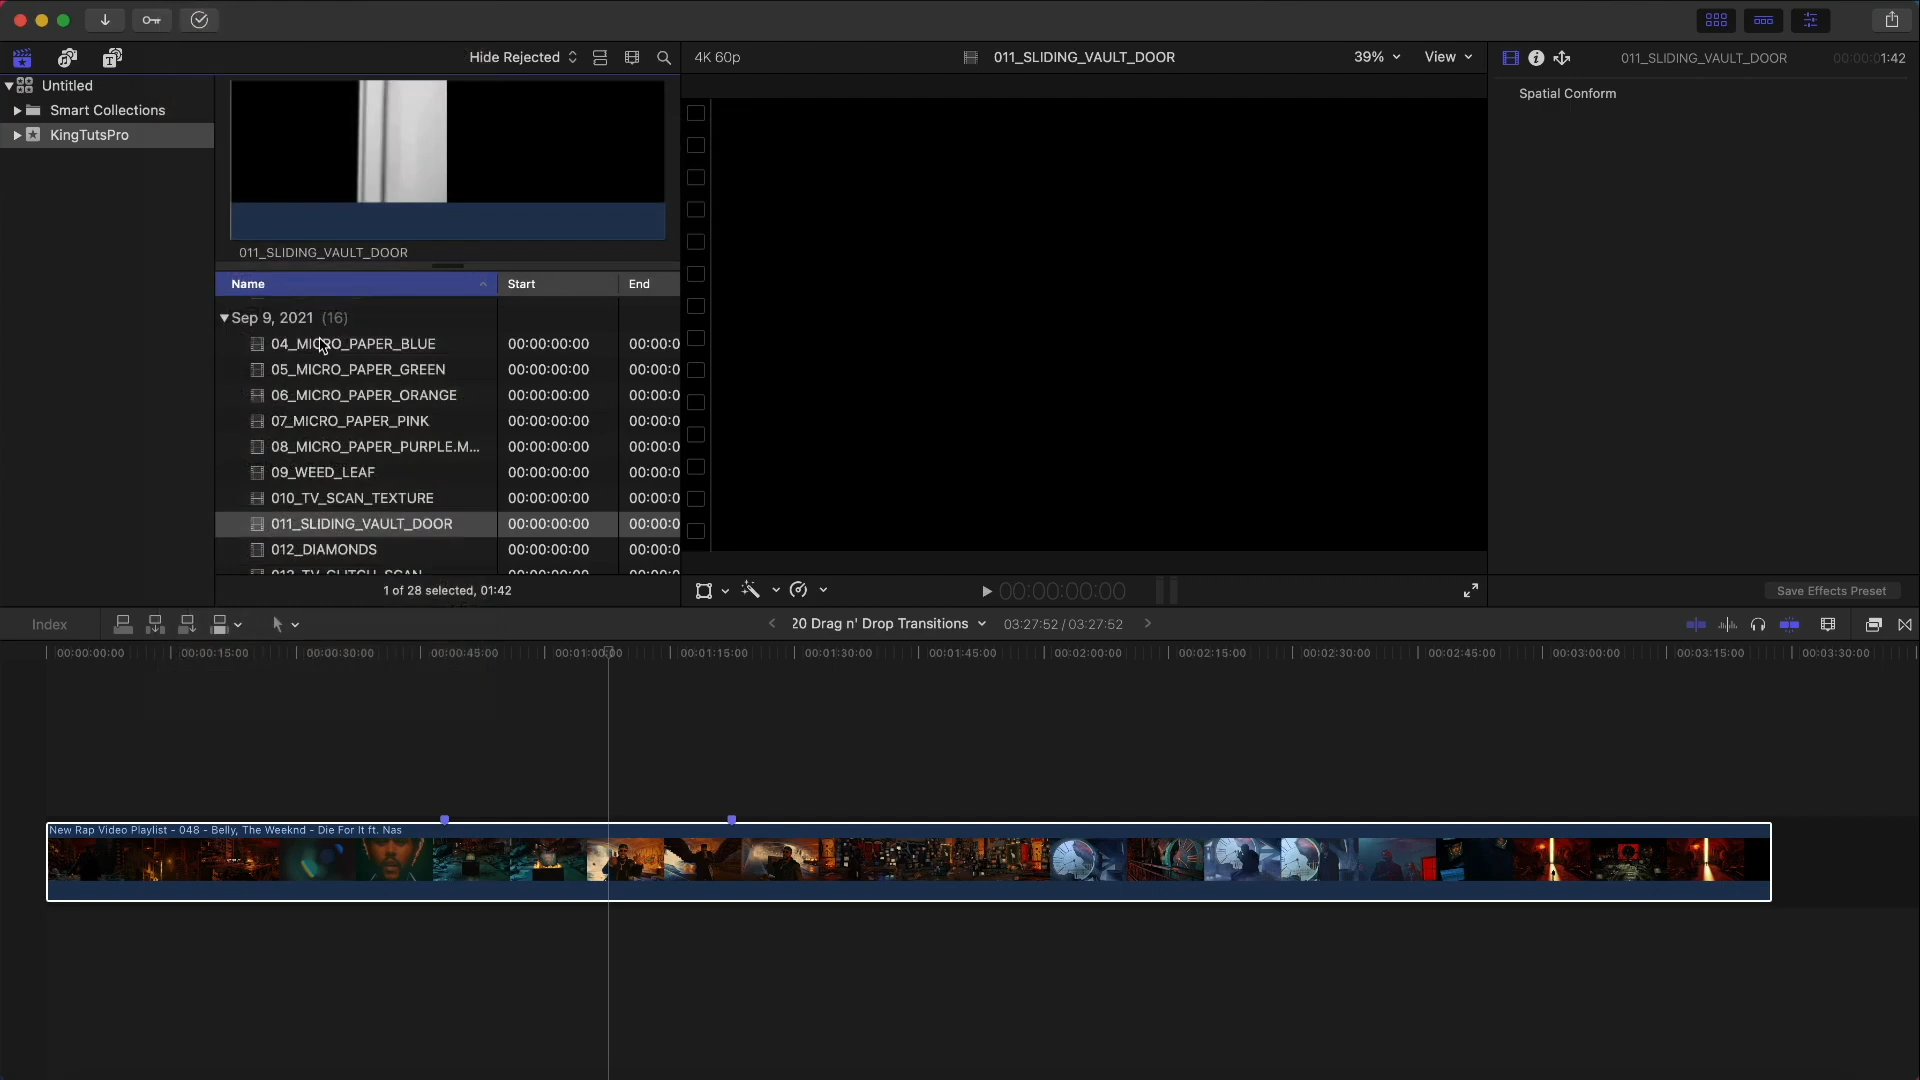 Hide Rejected
4K 60p
011_SLIDING_VAULT_DOOR
39%
View
011_SLIDING_VAULT_DOOR
00:00:01:42
Untitled
Smart Collections
KingTutsPro
Spatial Conform
011_SLIDING_VAULT_DOOR
Name
Start
End
Sep 9, 2021 (16)
04_MICRO_PAPER_BLUE 00:00:00:00 00:00:0
05_MICRO_PAPER_GREEN 00:00:00:00 00:00:0
06_MICRO_PAPER_ORANGE 00:00:00:00 00:00:0
07_MICRO_PAPER_PINK 00:00:00:00 00:00:0
08_MICRO_PAPER_PURPLE.M... 00:00:00:00 00:00:0
09_WEED_LEAF 00:00:00:00 00:00:0
010_TV_SCAN_TEXTURE 00:00:00:00 00:00:0
011_SLIDING_VAULT_DOOR 00:00:00:00 00:00:0
012_DIAMONDS 00:00:00:00 00:00:0
1 of 28 selected, 01:42
00:00:00:00
Save Effects Preset
Index
20 Drag n' Drop Transitions
03:27:52 / 03:27:52
00:00:00:00 00:00:15:00 00:00:30:00 00:00:45:00 00:01:00:00 00:01:15:00 00:01:30:00 00:01:45:00 00:02:00:00 00:02:15:00 00:02:30:00 00:02:45:00 00:03:00:00 00:03:15:00 00:03:30:00
New Rap Video Playlist - 048 - Belly, The Weeknd - Die For It ft. Nas